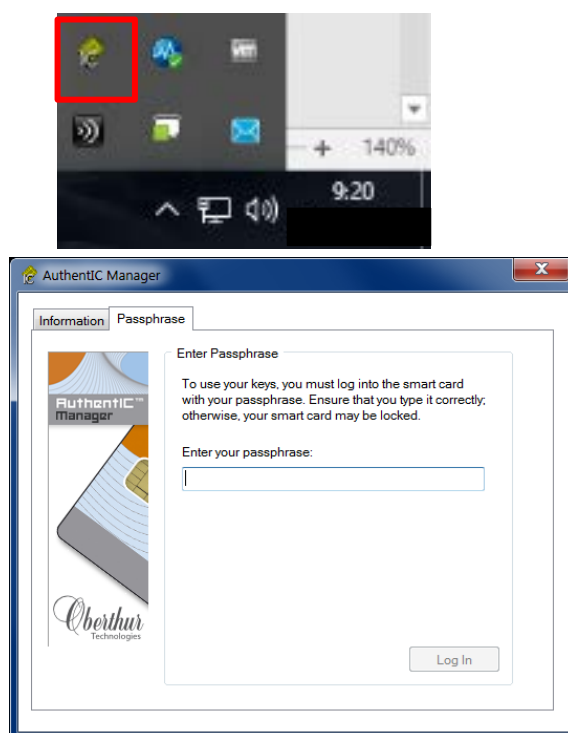 140%
9:20
AuthentIC Manager
Information Passphrase
AuthentIC™
Manager
Enter Passphrase
To use your keys, you must log into the smart card
with your passphrase. Ensure that you type it correctly;
otherwise, your smart card may be locked.
Enter your passphrase:
Oberthur
Technologies
Log In